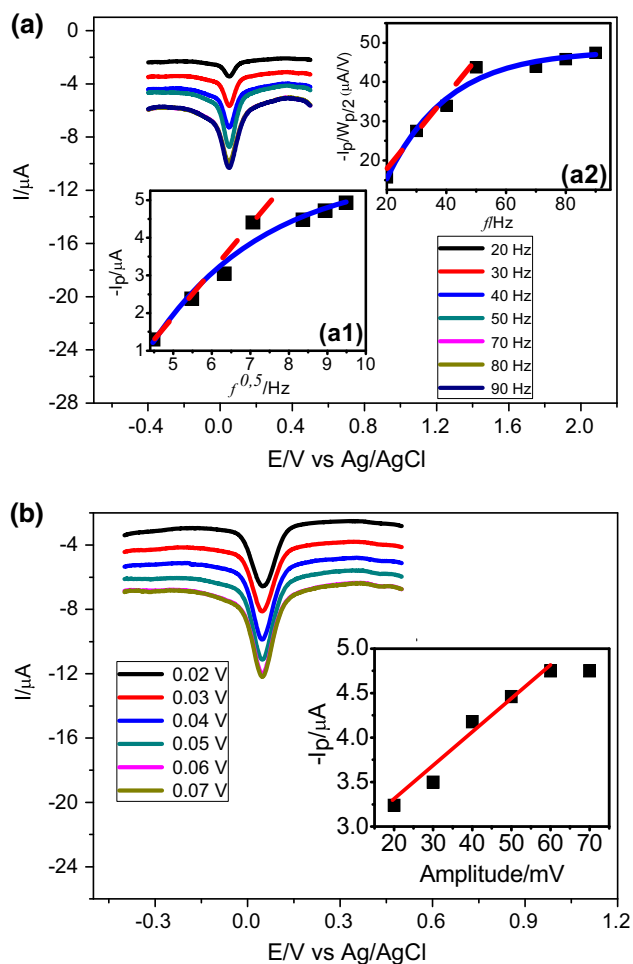 (a)
0
-4
-8
-12
-16
-20
-24
-28
I/µA
-0.4 0.0 0.4 0.8 1.2 1.6 2.0
E/V vs Ag/AgCl
50
40
30
20
-Ip/Wp/2 (µA/V)
20 40 60 80
f/Hz
(a2)
5
4
3
2
1
-Ip/µA
5 6 7 8 9 10
f0,5/Hz
(a1)
20 Hz
30 Hz
40 Hz
50 Hz
70 Hz
80 Hz
90 Hz
(b)
-4
-8
-12
-16
-20
-24
I/µA
-0.3 0.0 0.3 0.6 0.9 1.2
E/V vs Ag/AgCl
0.02 V
0.03 V
0.04 V
0.05 V
0.06 V
0.07 V
5.0
4.5
4.0
3.5
3.0
-Ip/µA
20 30 40 50 60 70
Amplitude/mV